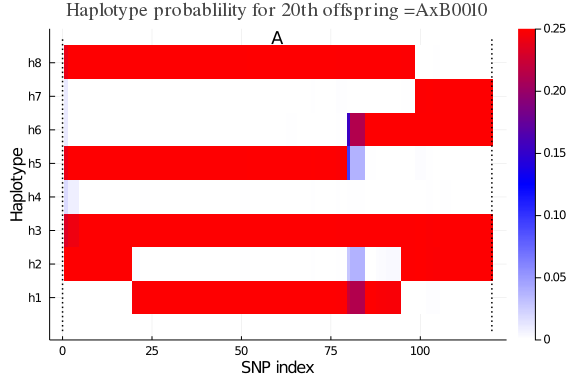 Haplotype probablility for 20th offspring =AxB0010
A
h8
h7
h6
h5
h4
h3
h2
h1
Haplotype
0
25
50
75
100
SNP index
0.25
0.20
0.15
0.10
0.05
0